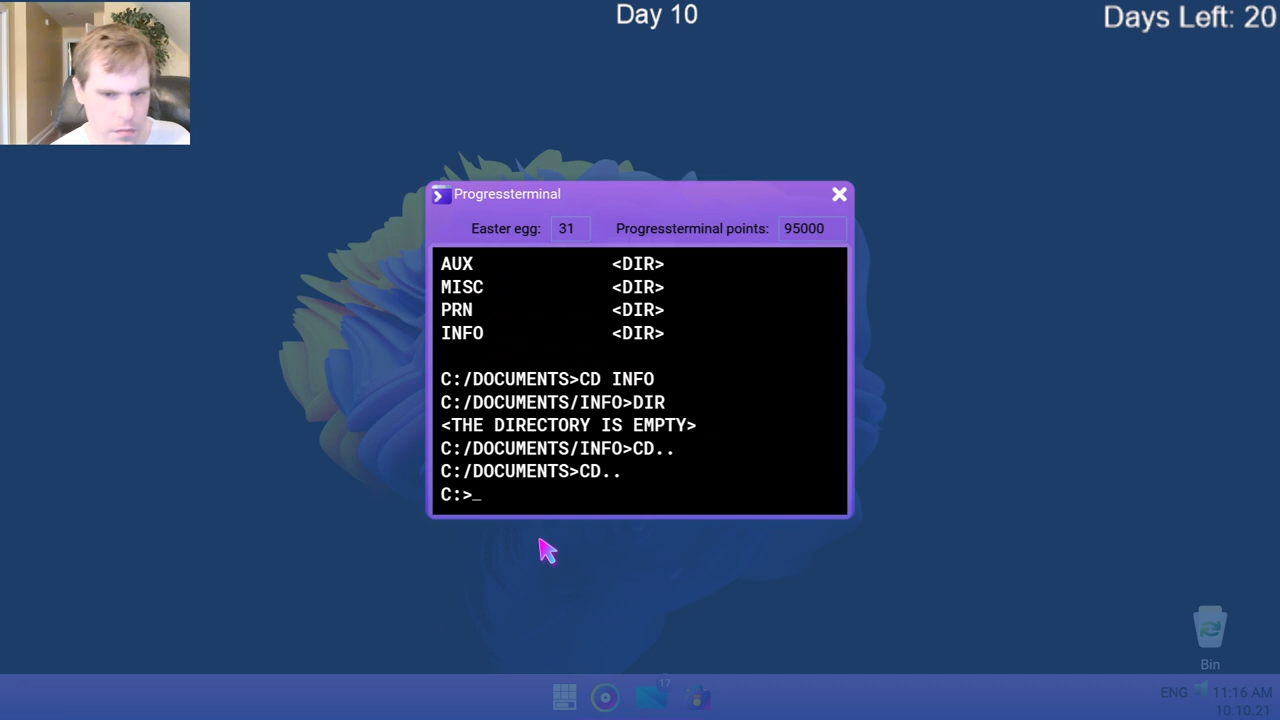 Day 10
Days Left: 20
Progressterminal
Easter egg: 31 Progressterminal points: 95000
AUX <DIR>
MISC <DIR>
PRN <DIR>
INFO <DIR>
C:/DOCUMENTS>CD INFO
C:/DOCUMENTS/INFO>DIR
<THE DIRECTORY IS EMPTY>
C:/DOCUMENTS/INFO>CD..
C:/DOCUMENTS>CD..
C:>_
Bin
17
ENG 11:16 AM
10.10.21